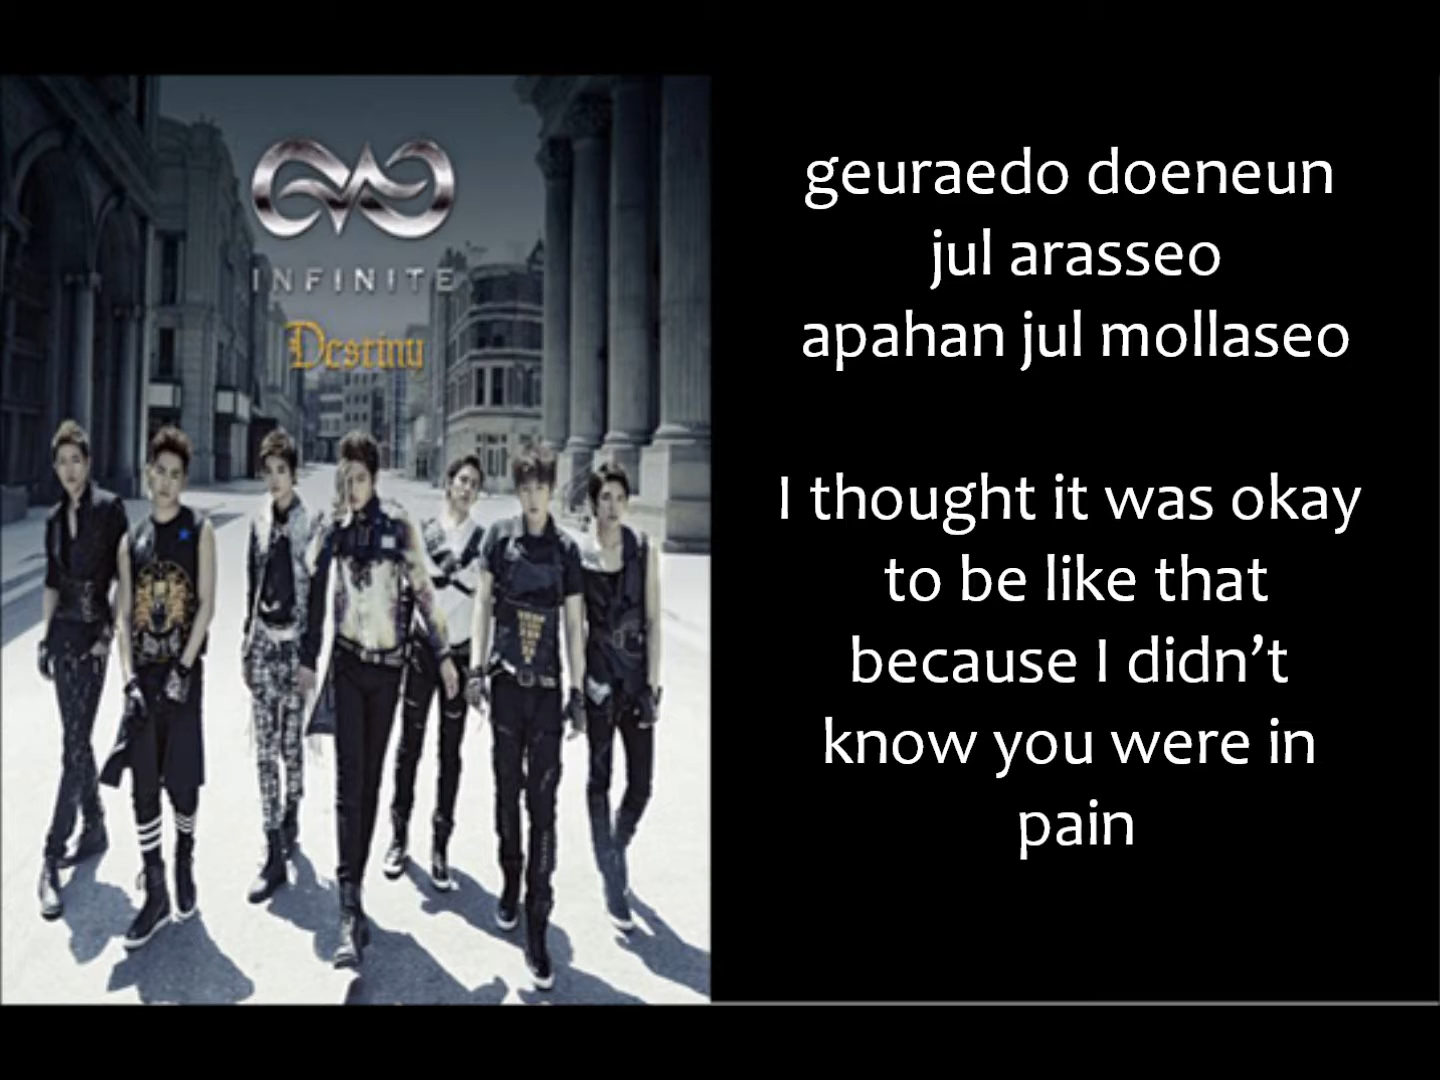 INFINITE
Destiny
geuraedo doeneun
jul arasseo
apahan jul mollaseo
I thought it was okay
to be like that
because I didn’t
know you were in
pain